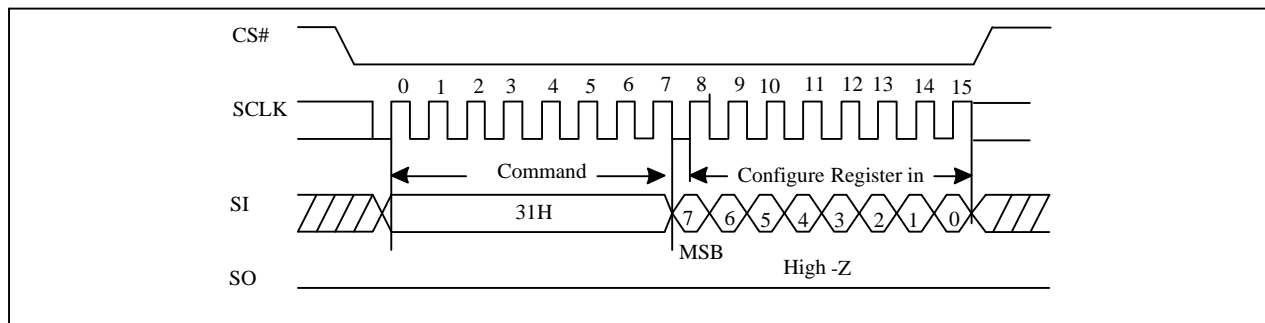 CS#
0 1 2 3 4 5 6 7 8 9 10 11 12 13 14 15
SCLK
Command
Configure Register in
SI
31H
7 6 5 4 3 2 1 0
MSB
High -Z
SO